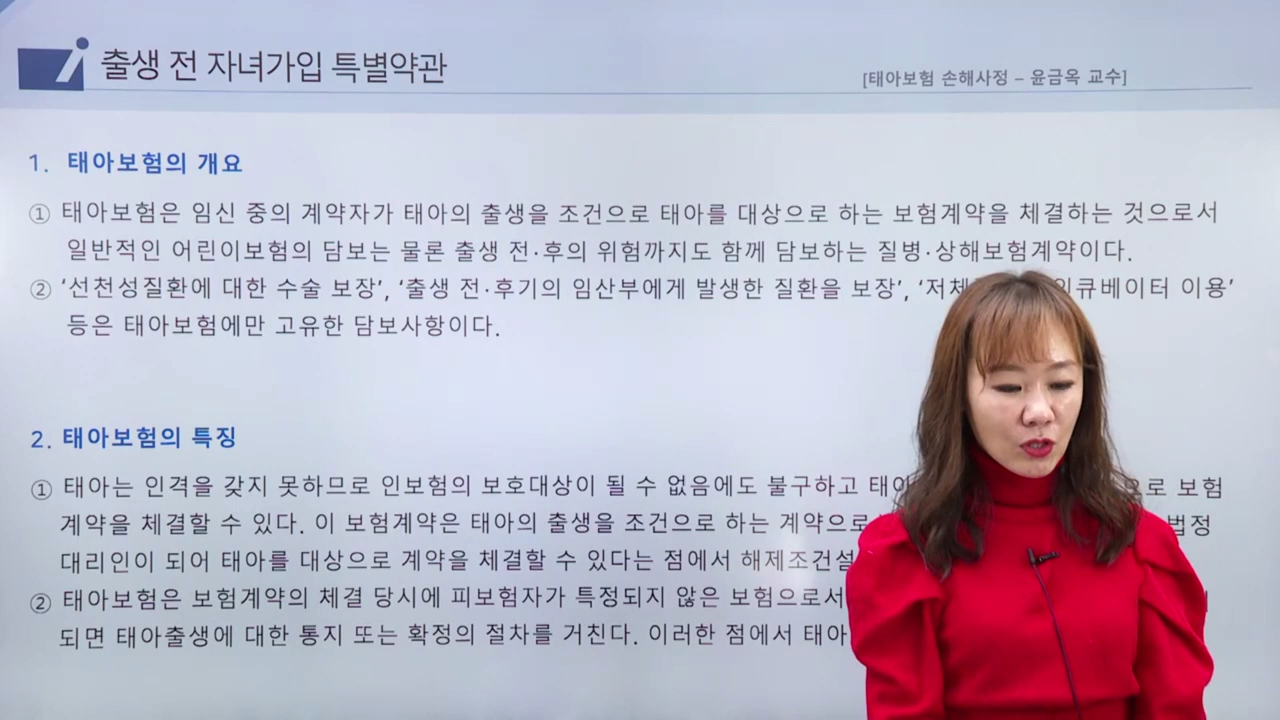 출생 전 자녀가입 특별약관
[태아보험 손해사정 – 윤금옥 교수]
1. 태아보험의 개요
① 태아보험은 임신 중의 계약자가 태아의 출생을 조건으로 태아를 대상으로 하는 보험계약을 체결하는 것으로서
일반적인 어린이보험의 담보는 물론 출생 전·후의 위험까지도 함께 담보하는 질병·상해보험계약이다.
② ‘선천성질환에 대한 수술 보장’, ‘출생 전·후기의 임산부에게 발생한 질환을 보장’, ‘저체 인큐베이터 이용’
등은 태아보험에만 고유한 담보사항이다.
2. 태아보험의 특징
① 태아는 인격을 갖지 못하므로 인보험의 보호대상이 될 수 없음에도 불구하고 태아 으로 보험
계약을 체결할 수 있다. 이 보험계약은 태아의 출생을 조건으로 하는 계약으로 법정
대리인이 되어 태아를 대상으로 계약을 체결할 수 있다는 점에서 해제조건설
② 태아보험은 보험계약의 체결 당시에 피보험자가 특정되지 않은 보험으로서
되면 태아출생에 대한 통지 또는 확정의 절차를 거친다. 이러한 점에서 태아